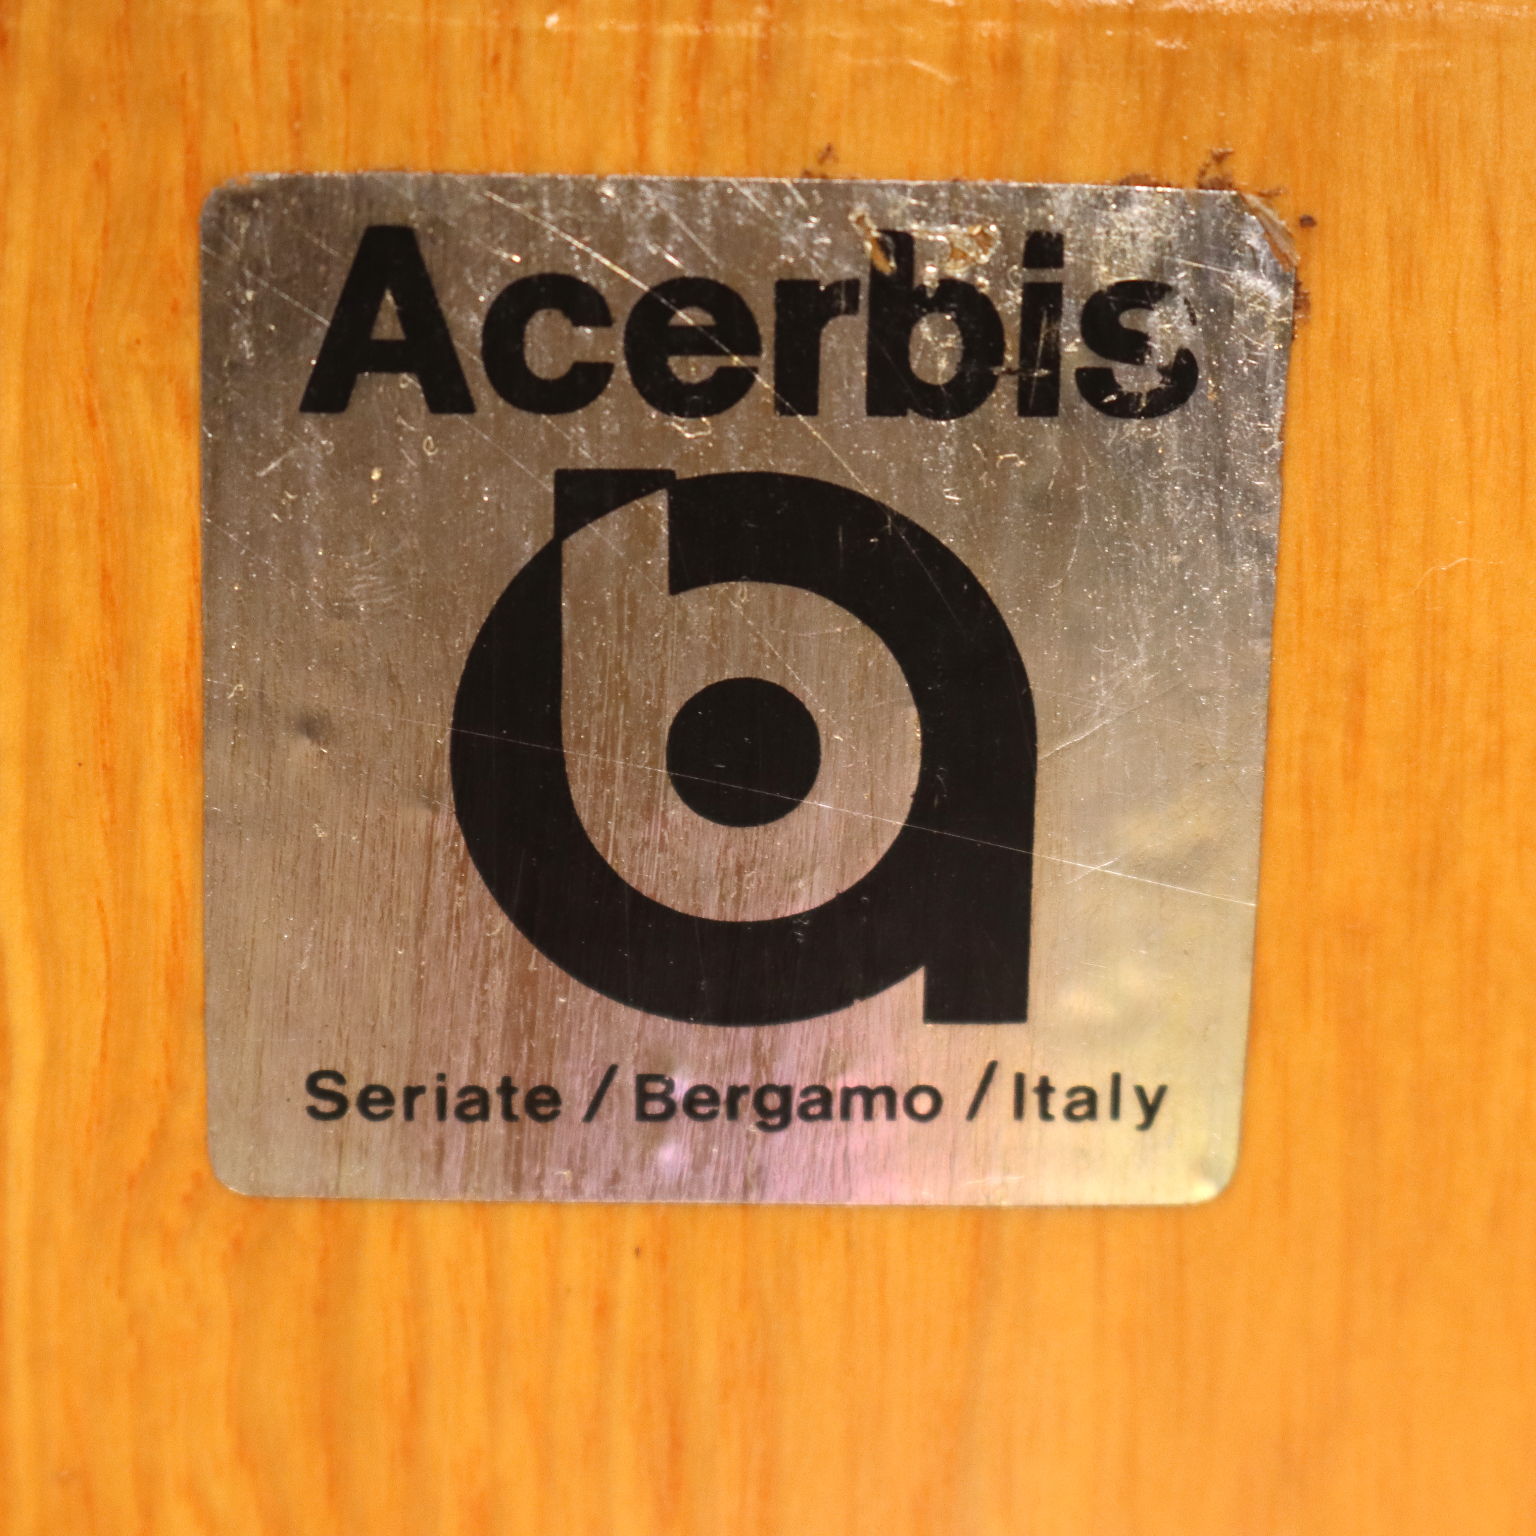 Acerbis
Seriate / Bergamo / Italy